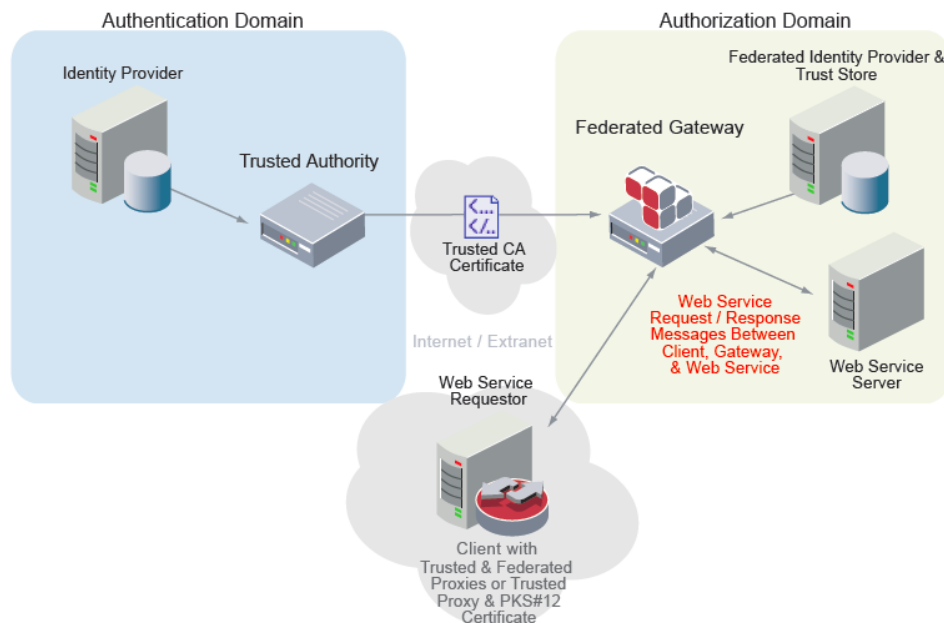 Authentication Domain
Authorization Domain
Identity Provider
Federated Identity Provider &
Trust Store
Federated Gateway
Trusted Authority
<...
</..
Trusted CA
Certificate
Web Service
Request / Response
Messages Between
Client, Gateway,
& Web Service
Internet / Extranet
Web Service
Server
Web Service
Requestor
Client with
Trusted & Federated
Proxies or Trusted
Proxy & PKS#12
Certificate